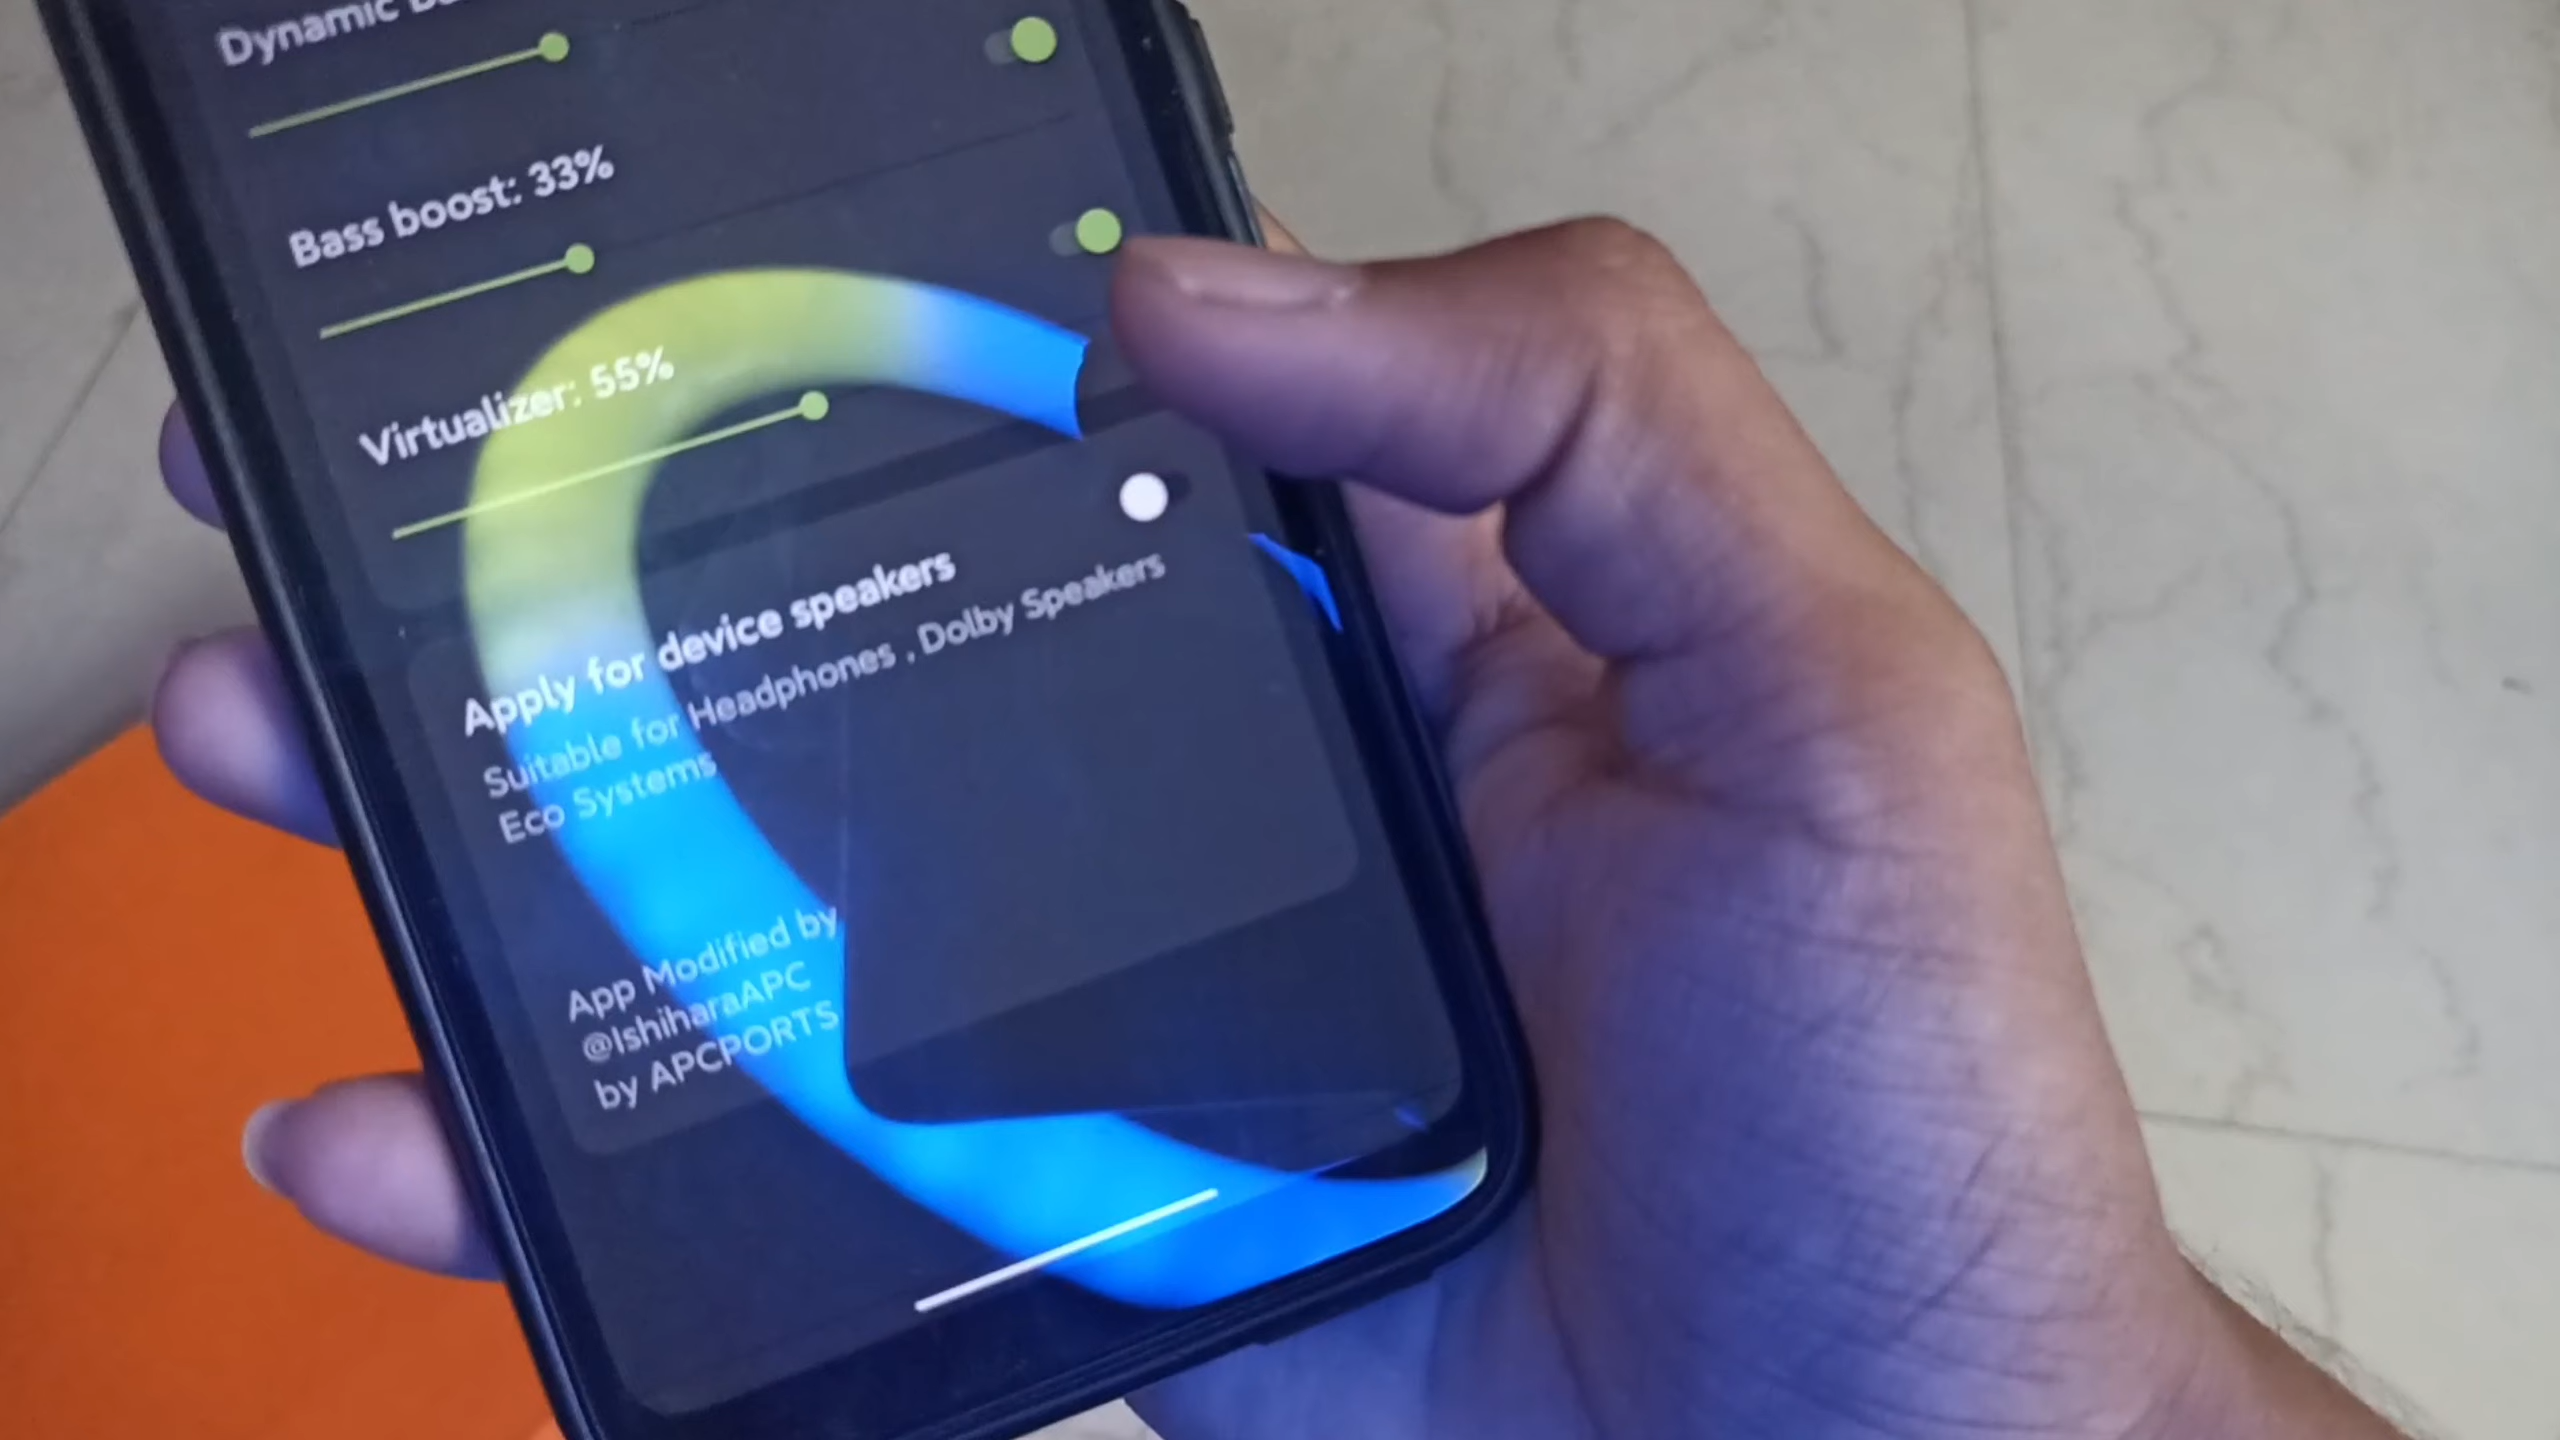 Dynamic
Bass boost: 33%
Virtualizer: 55%
Apply for device speakers
Suitable for Headphones , Dolby Speakers
Eco Systems
App Modified by
@IshiharaAPC
by APCPORTS